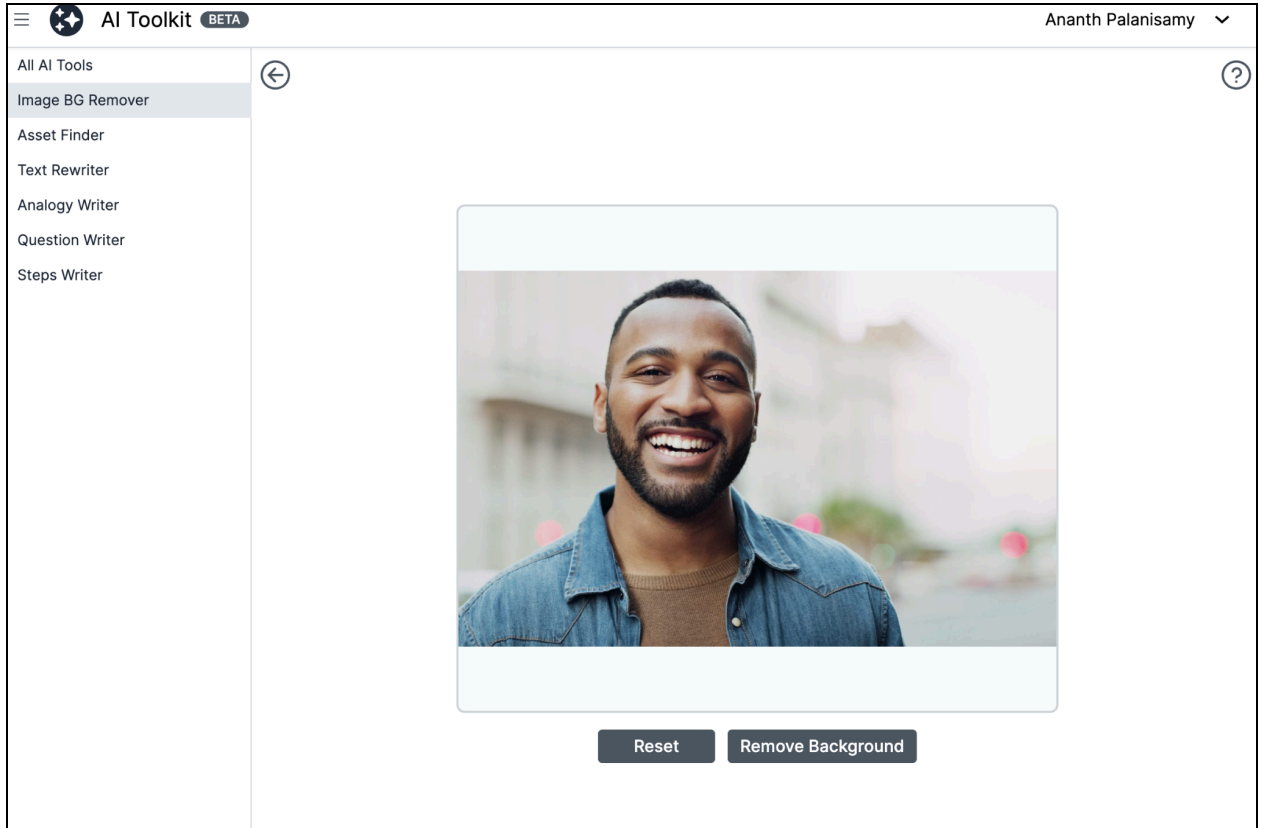 AI Toolkit BETA
Ananth Palanisamy
All AI Tools
Image BG Remover
Asset Finder
Text Rewriter
Analogy Writer
Question Writer
Steps Writer
?
Reset
Remove Background